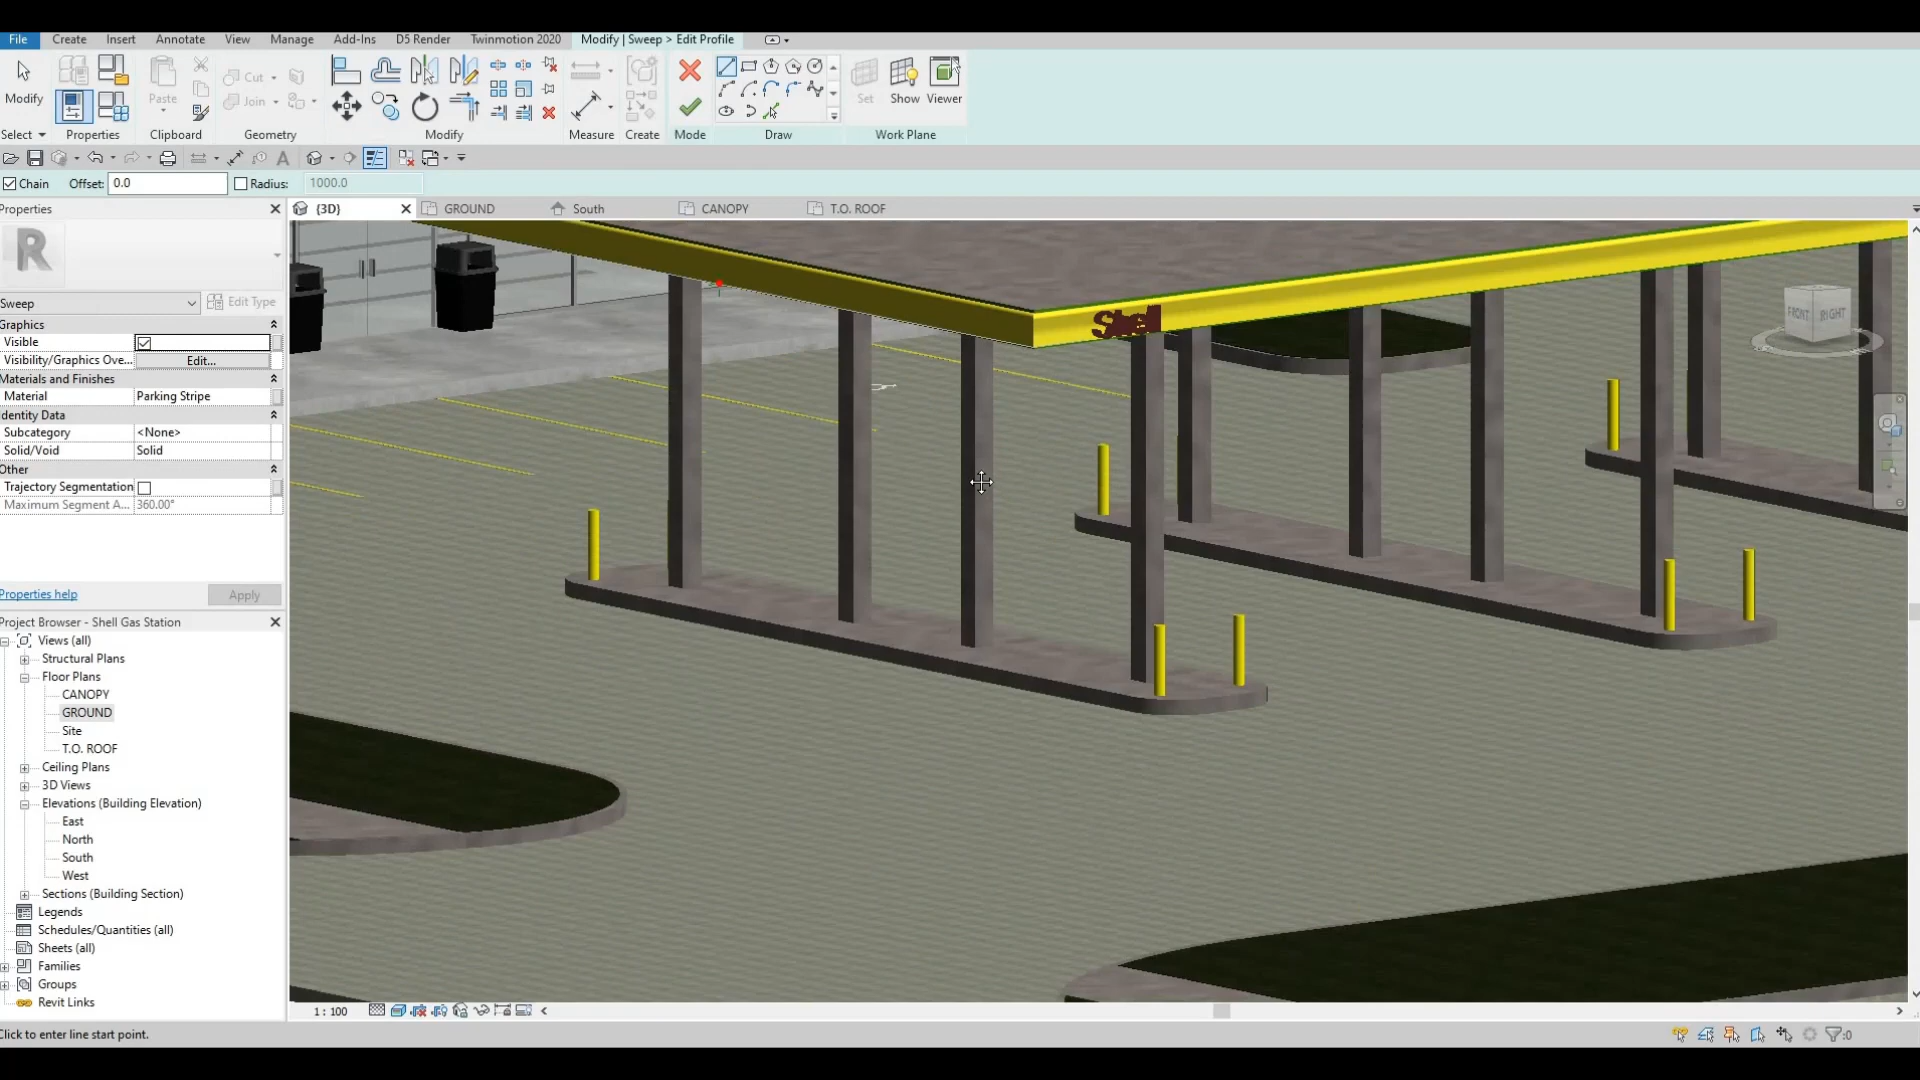 File Create Insert Annotate View Manage Add-Ins D5 Render Twinmotion 2020 Modify | Sweep > Edit Profile
Modify
Paste
Cut
Join
Set Show Viewer
Select Properties Clipboard Geometry Modify Measure Create Mode Draw Work Plane
Chain Offset: 0.0 Radius: 1000.0
Properties
{3D} GROUND South CANOPY T.O. ROOF
R
Sweep Edit Type
Graphics
Visible
Visibility/Graphics Ove... Edit...
Materials and Finishes
Material Parking Stripe
Identity Data
Subcategory <None>
Solid/Void Solid
Other
Trajectory Segmentation
Maximum Segment A... 360.00°
Properties help Apply
Project Browser - Shell Gas Station
Views (all)
Structural Plans
Floor Plans
CANOPY
GROUND
Site
T.O. ROOF
Ceiling Plans
3D Views
Elevations (Building Elevation)
East
North
South
West
Sections (Building Section)
Legends
Schedules/Quantities (all)
Sheets (all)
Families
Groups
Revit Links
Shell
FRONT RIGHT
1 : 100
Click to enter line start point.
:0